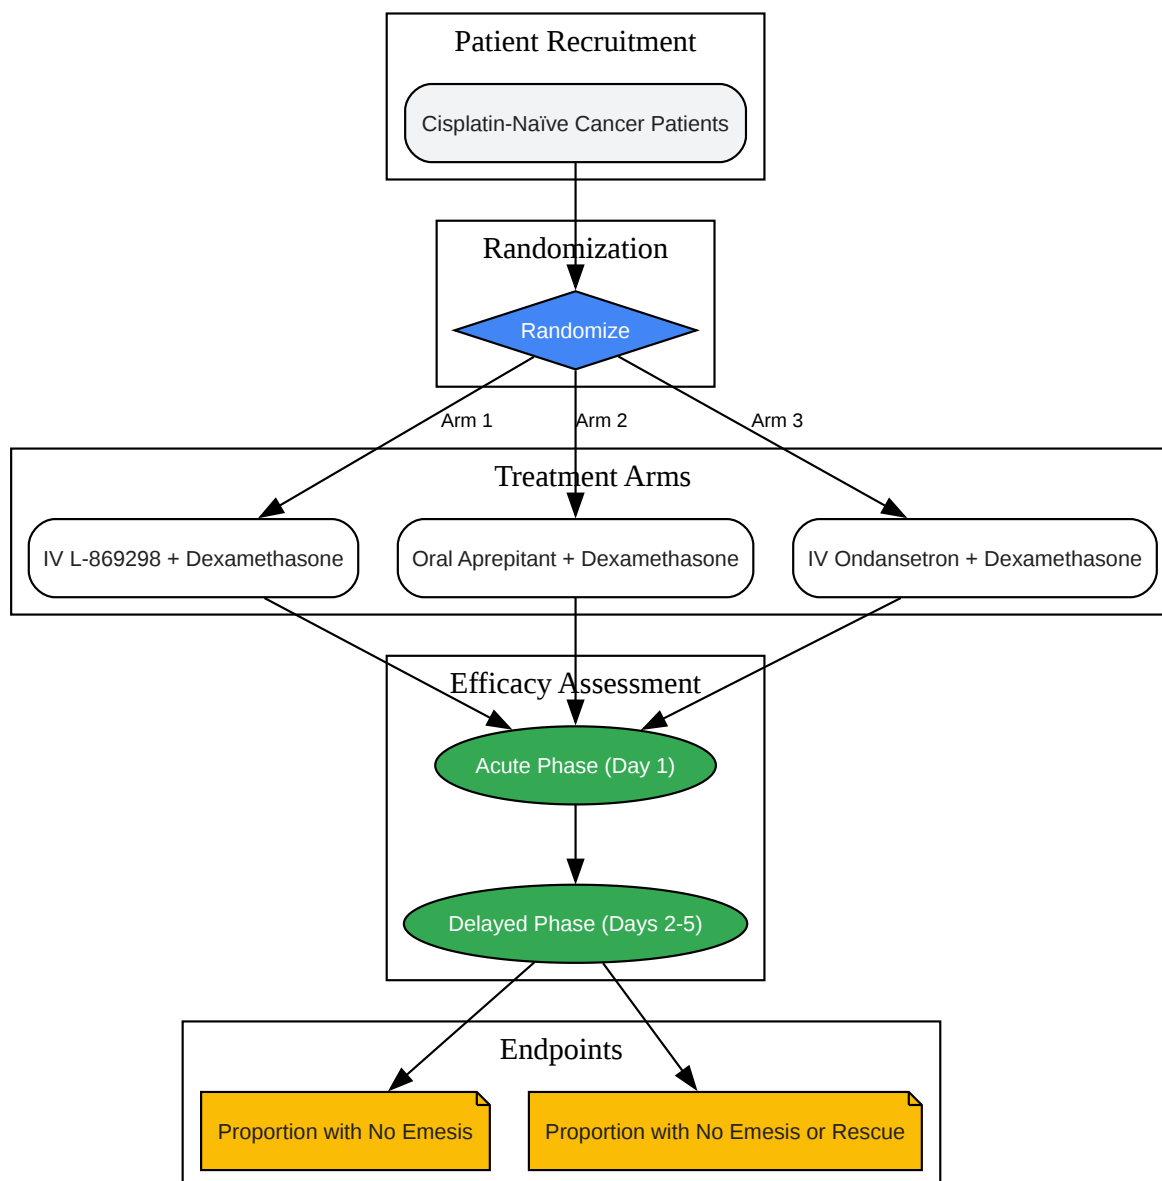 Patient Recruitment
Cisplatin-Naïve Cancer Patients
Randomization
Randomize
Arm 1
Arm 2
Arm 3
Treatment Arms
IV L-869298 + Dexamethasone
Oral Aprepitant + Dexamethasone
IV Ondansetron + Dexamethasone
Efficacy Assessment
Acute Phase (Day 1)
Delayed Phase (Days 2-5)
Endpoints
Proportion with No Emesis
Proportion with No Emesis or Rescue